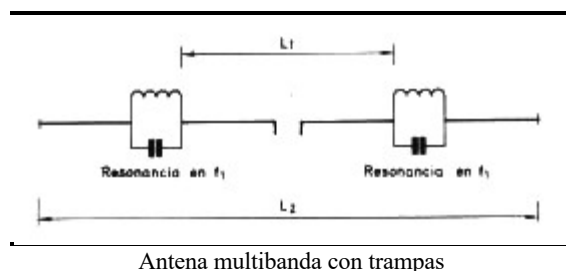 L1
Resonancia en f1
Resonancia en f1
L2
Antena multibanda con trampas